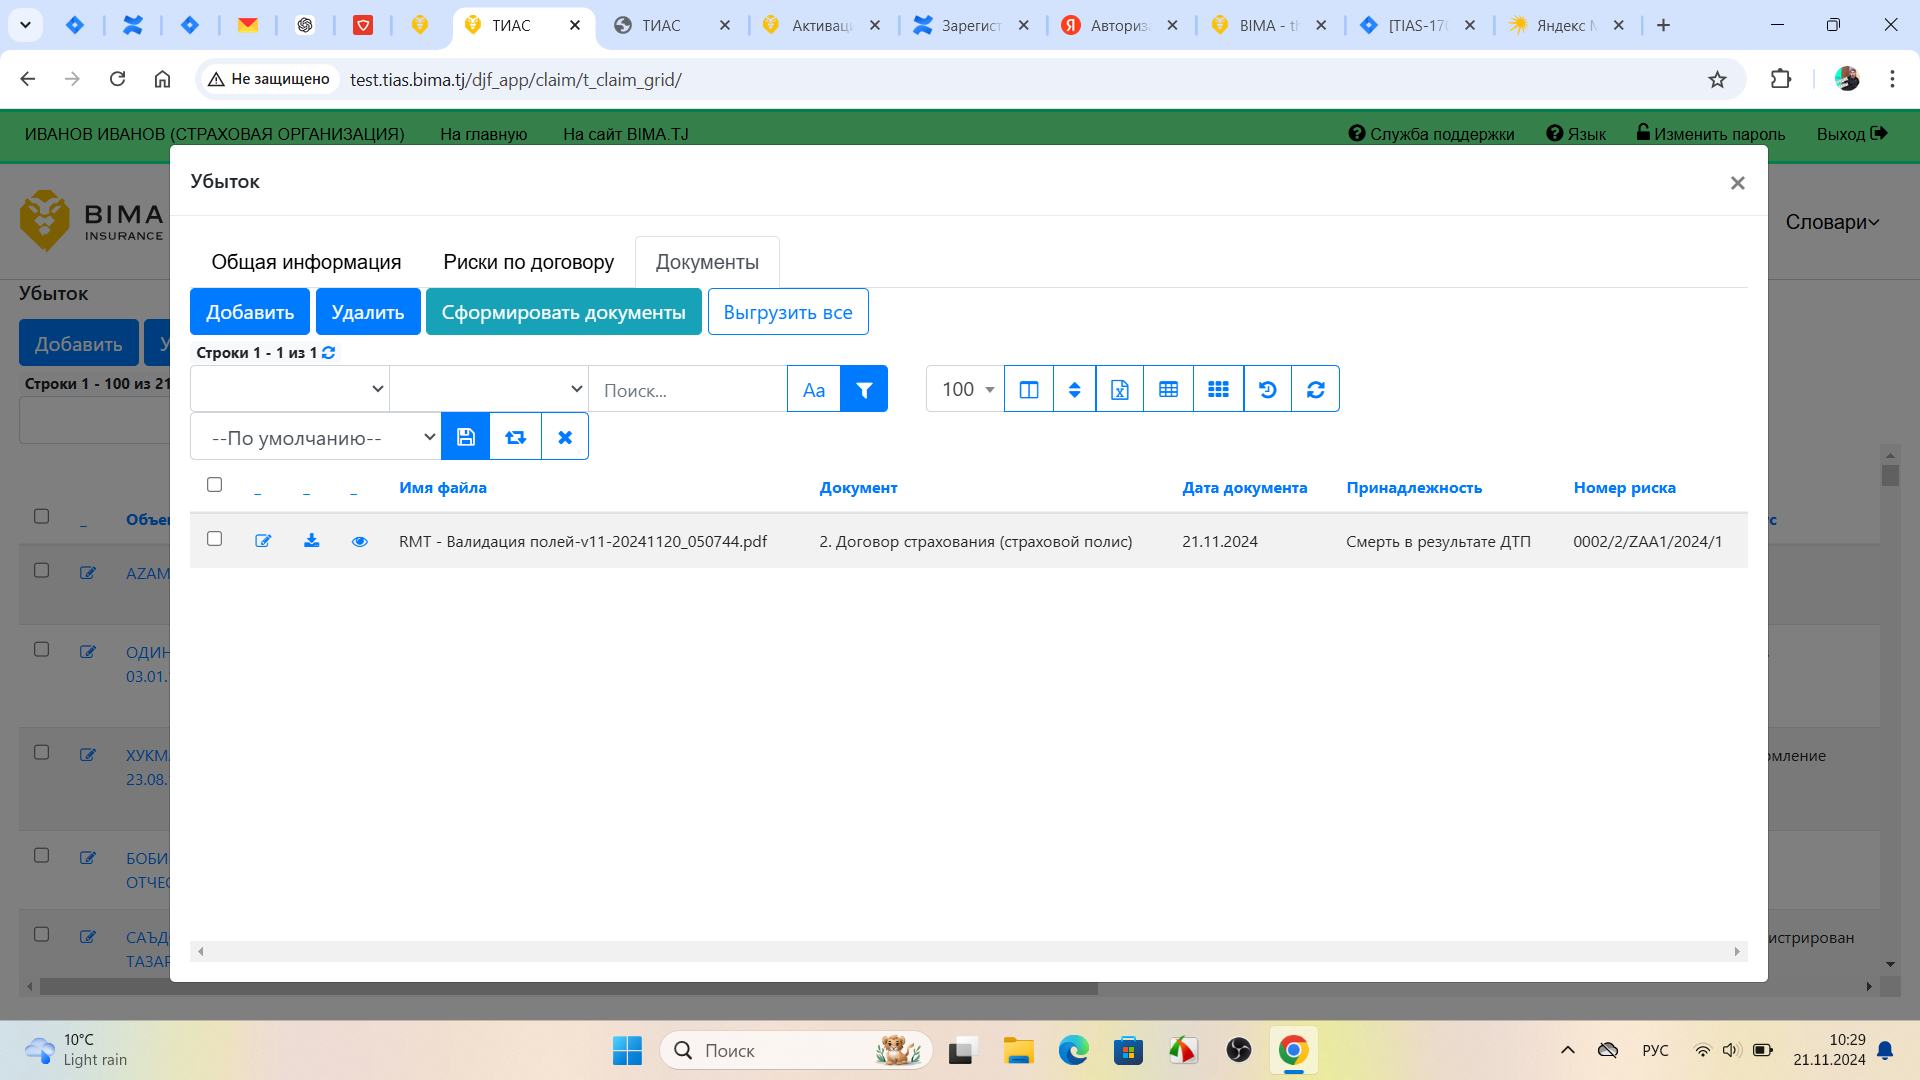 ТИАС
ТИАС
Активаци
Зарегист
Авториза
BIMA - th
[TIAS-170
Яндекс М
Не защищено
test.tias.bima.tj/djf_app/claim/t_claim_grid/
ИВАНОВ ИВАНОВ (СТРАХОВАЯ ОРГАНИЗАЦИЯ)
На главную
На сайт BIMA.TJ
Служба поддержки
Язык
Изменить пароль
Выход
BIMA
INSURANCE
Словари
Убыток
Добавить
У
Строки 1 - 100 из 21
Убыток
×
Общая информация
Риски по договору
Документы
Добавить
Удалить
Сформировать документы
Выгрузить все
Строки 1 - 1 из 1
Поиск...
Aa
100
--По умолчанию--
_ _ _ Имя файла Документ Дата документа Принадлежность Номер риска
RMT - Валидация полей-v11-20241120_050744.pdf 2. Договор страхования (страховой полис) 21.11.2024 Смерть в результате ДТП 0002/2/ZAA1/2024/1
_ Объе
с
AZAM
ОДИН
03.01.
ХУКМ
23.08.
омление
БОБИ
ОТЧЕС
САЪД
ТАЗАР
истрирован
10°C
Light rain
Поиск
РУС
10:29
21.11.2024